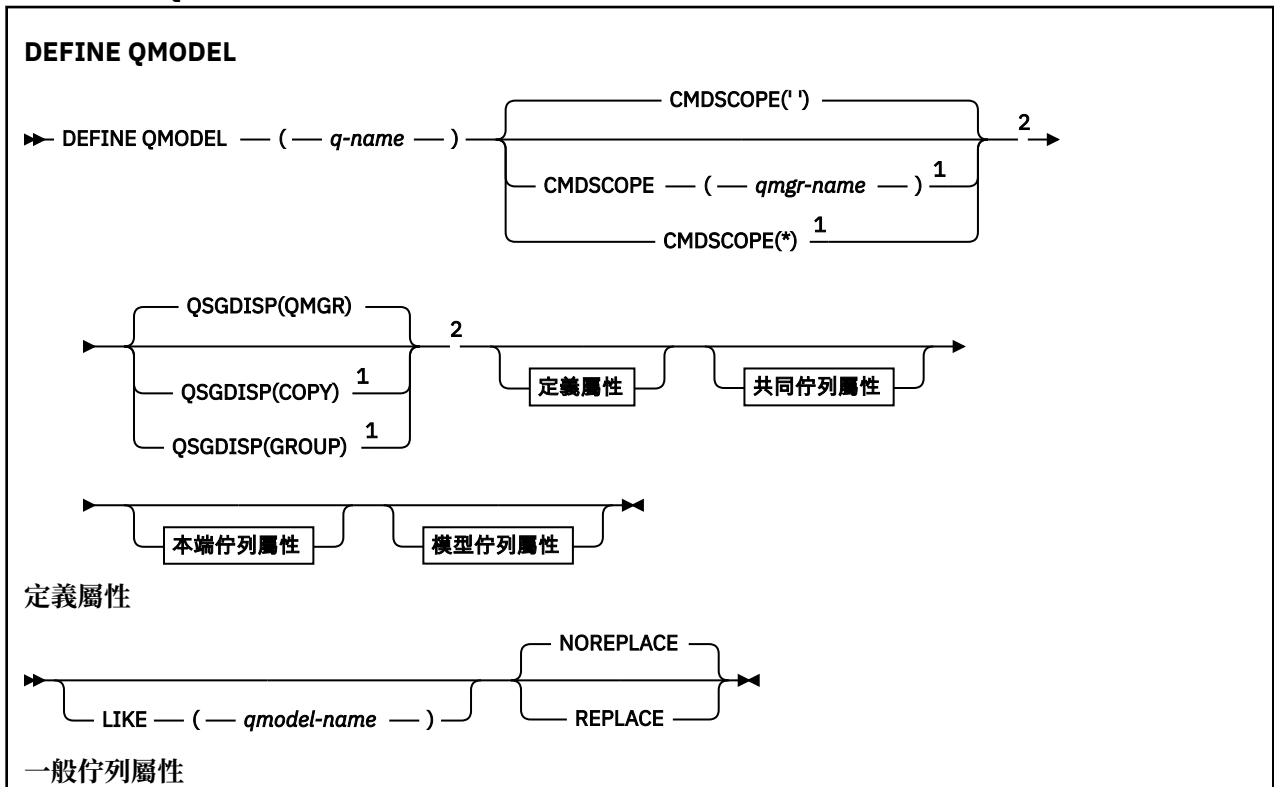 DEFINE QMODEL
CMDSCOPE(' ')
DEFINE QMODEL ( q-name ) 2
CMDSCOPE ( qmgr-name ) 1
CMDSCOPE(*) 1
QSGDISP(QMGR)
2
QSGDISP(COPY) 1
定義屬性 共同佇列屬性
QSGDISP(GROUP) 1
本端佇列屬性 模型佇列屬性
定義屬性
NOREPLACE
LIKE ( qmodel-name ) REPLACE
一般佇列屬性